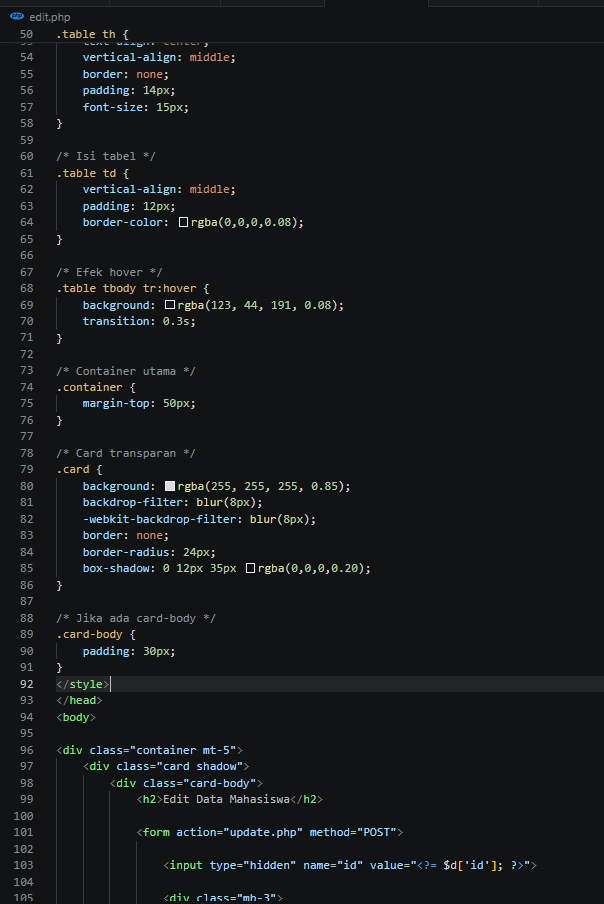 php edit.php
50 .table th {
53 text-align: center;
54 vertical-align: middle;
55 border: none;
56 padding: 14px;
57 font-size: 15px;
58 }
59
60 /* Isi tabel */
61 .table td {
62 vertical-align: middle;
63 padding: 12px;
64 border-color: rgba(0,0,0,0.08);
65 }
66
67 /* Efek hover */
68 .table tbody tr:hover {
69 background: rgba(123, 44, 191, 0.08);
70 transition: 0.3s;
71 }
72
73 /* Container utama */
74 .container {
75 margin-top: 50px;
76 }
77
78 /* Card transparan */
79 .card {
80 background: rgba(255, 255, 255, 0.85);
81 backdrop-filter: blur(8px);
82 -webkit-backdrop-filter: blur(8px);
83 border: none;
84 border-radius: 24px;
85 box-shadow: 0 12px 35px rgba(0,0,0,0.20);
86 }
87
88 /* Jika ada card-body */
89 .card-body {
90 padding: 30px;
91 }
92 </style>
93 </head>
94 <body>
95
96 <div class="container mt-5">
97 <div class="card shadow">
98 <div class="card-body">
99 <h2>Edit Data Mahasiswa</h2>
100
101 <form action="update.php" method="POST">
102
103 <input type="hidden" name="id" value="<?= $d['id']; ?>">
104
105 <div class="mb-3">